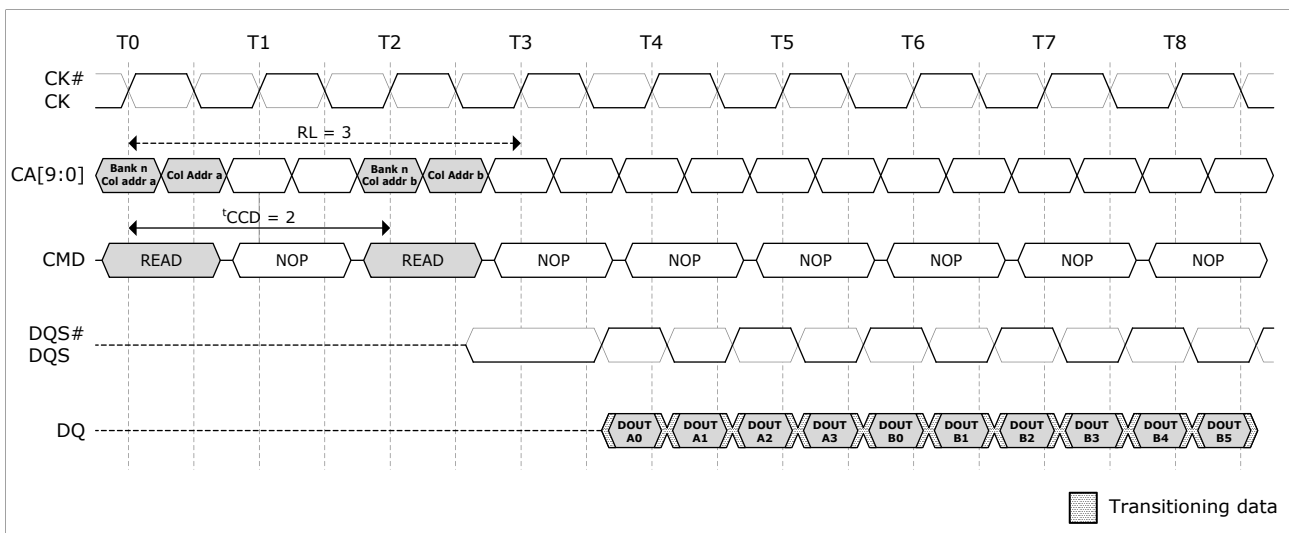 T0 T1 T2 T3 T4 T5 T6 T7 T8
CK#
CK
RL = 3
CA[9:0]
Bank n
Col addr a
Col Addr a
Bank n
Col addr b
Col Addr b
tCCD = 2
CMD READ NOP READ NOP NOP NOP NOP NOP NOP
DQS#
DQS
DQ
DOUT
A0
DOUT
A1
DOUT
A2
DOUT
A3
DOUT
B0
DOUT
B1
DOUT
B2
DOUT
B3
DOUT
B4
DOUT
B5
Transitioning data